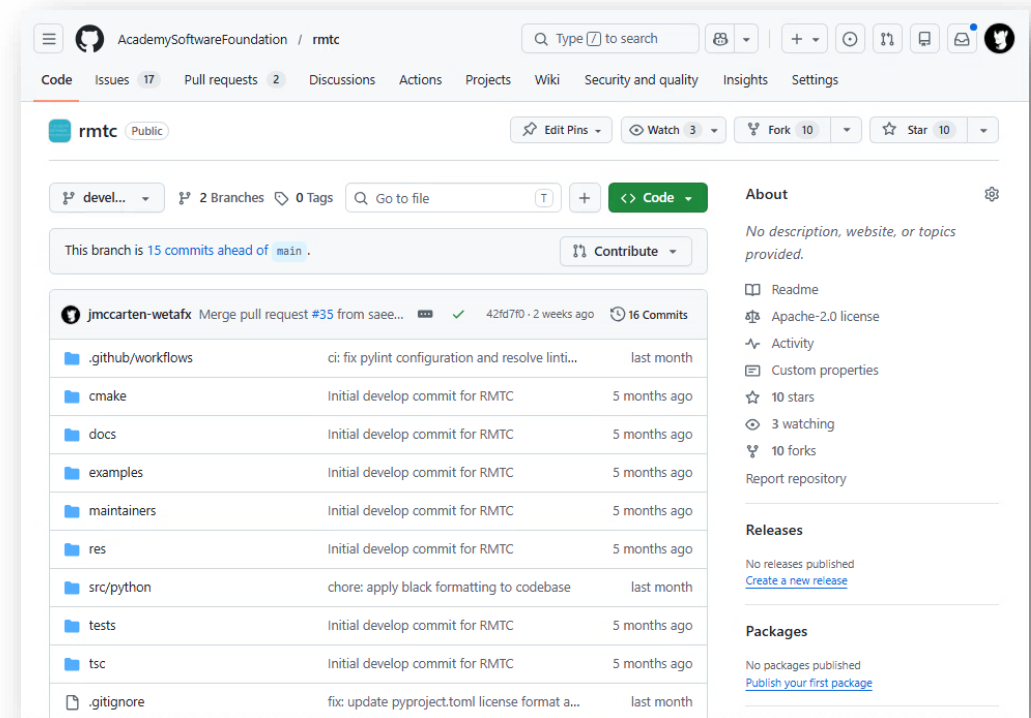 AcademySoftwareFoundation / rmtc
Type / to search
Code Issues 17 Pull requests 2 Discussions Actions Projects Wiki Security and quality Insights Settings
rmtc Public
Edit Pins Watch 3 Fork 10 Star 10
devel... 2 Branches 0 Tags Go to file T + Code
This branch is 15 commits ahead of main .
Contribute
jmccarten-wetafx Merge pull request #35 from saee... 42fd7f0 · 2 weeks ago 16 Commits
.github/workflows ci: fix pylint configuration and resolve linti... last month
cmake Initial develop commit for RMTC 5 months ago
docs Initial develop commit for RMTC 5 months ago
examples Initial develop commit for RMTC 5 months ago
maintainers Initial develop commit for RMTC 5 months ago
res Initial develop commit for RMTC 5 months ago
src/python chore: apply black formatting to codebase last month
tests Initial develop commit for RMTC 5 months ago
tsc Initial develop commit for RMTC 5 months ago
.gitignore fix: update pyproject.toml license format a... last month
About
No description, website, or topics
provided.
Readme
Apache-2.0 license
Activity
Custom properties
10 stars
3 watching
10 forks
Report repository
Releases
No releases published
Create a new release
Packages
No packages published
Publish your first package